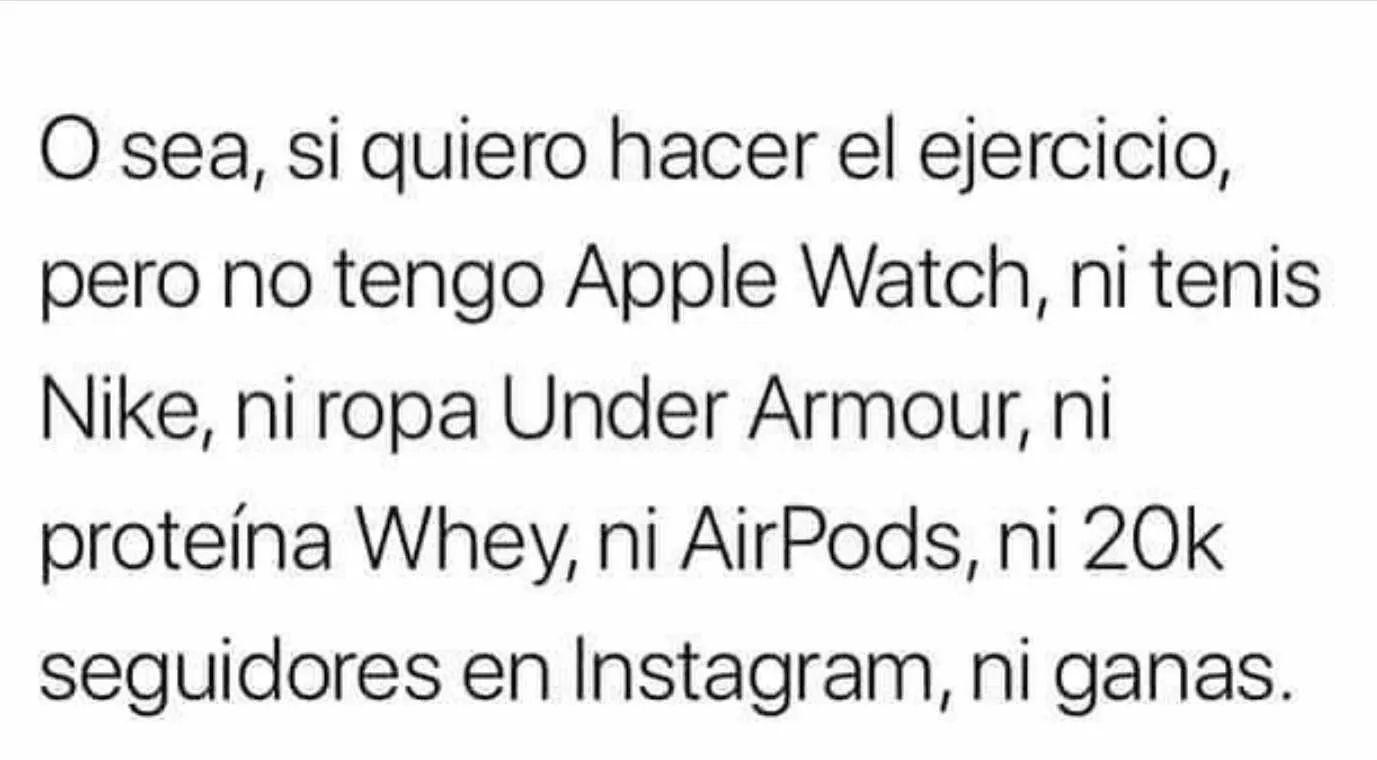 O sea, si quiero hacer el ejercicio,
pero no tengo Apple Watch, ni tenis
Nike, ni ropa Under Armour, ni
proteína Whey, ni AirPods, ni 20k
seguidores en Instagram, ni ganas.